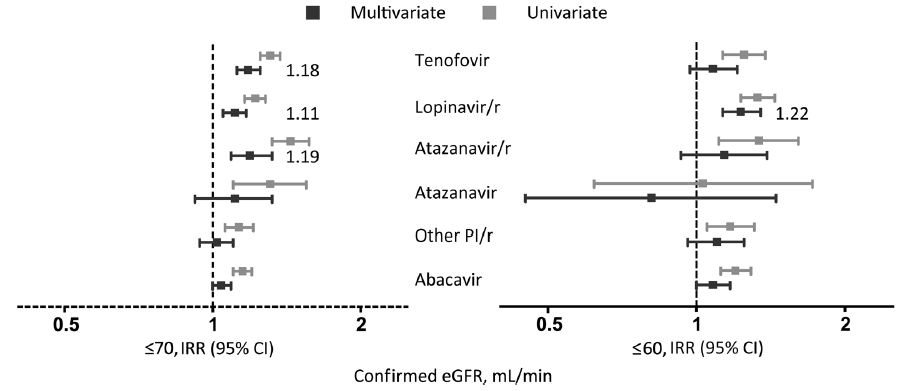 Multivariate Univariate
Tenofovir
1.18
Lopinavir/r
1.11
1.22
Atazanavir/r
1.19
Atazanavir
Other PI/r
Abacavir
0.5 1 2 0.5 1 2
≤70, IRR (95% CI) ≤60, IRR (95% CI)
Confirmed eGFR, mL/min